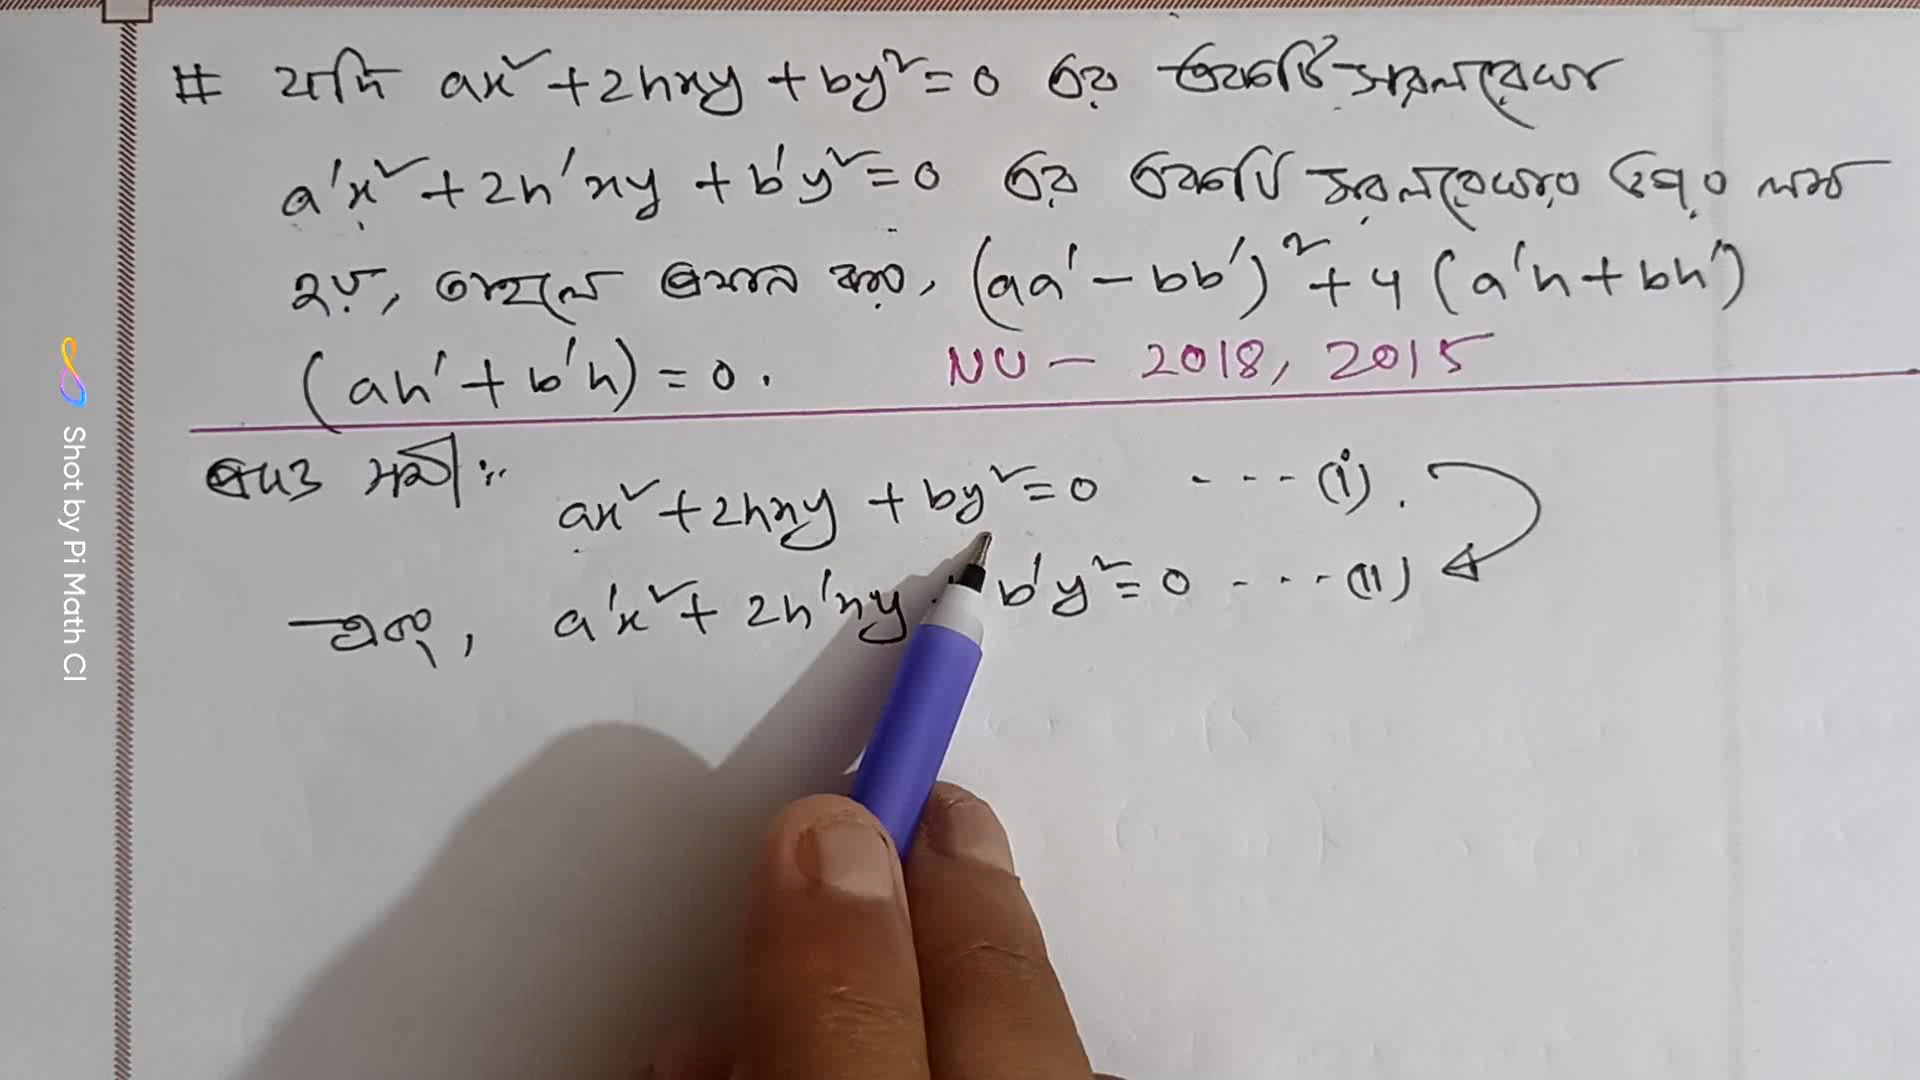 # যদি ax² + 2hxy + by² = 0 এর একটি সরলরেখা
a'x² + 2h'xy + b'y² = 0 এর একটি সরলরেখার উপর লম্ব
হয়, তাহলে প্রমাণ কর, (aa' - bb')² + 4 (a'h + bh')
(ah' + b'h) = 0. NU - 2018, 2015
প্রদত্ত সমী:
ax² + 2hxy + by² = 0 ---- (i).
এবং, a'x² + 2h'xy + b'y² = 0 ---- (ii)
Shot by Pi Math Cl